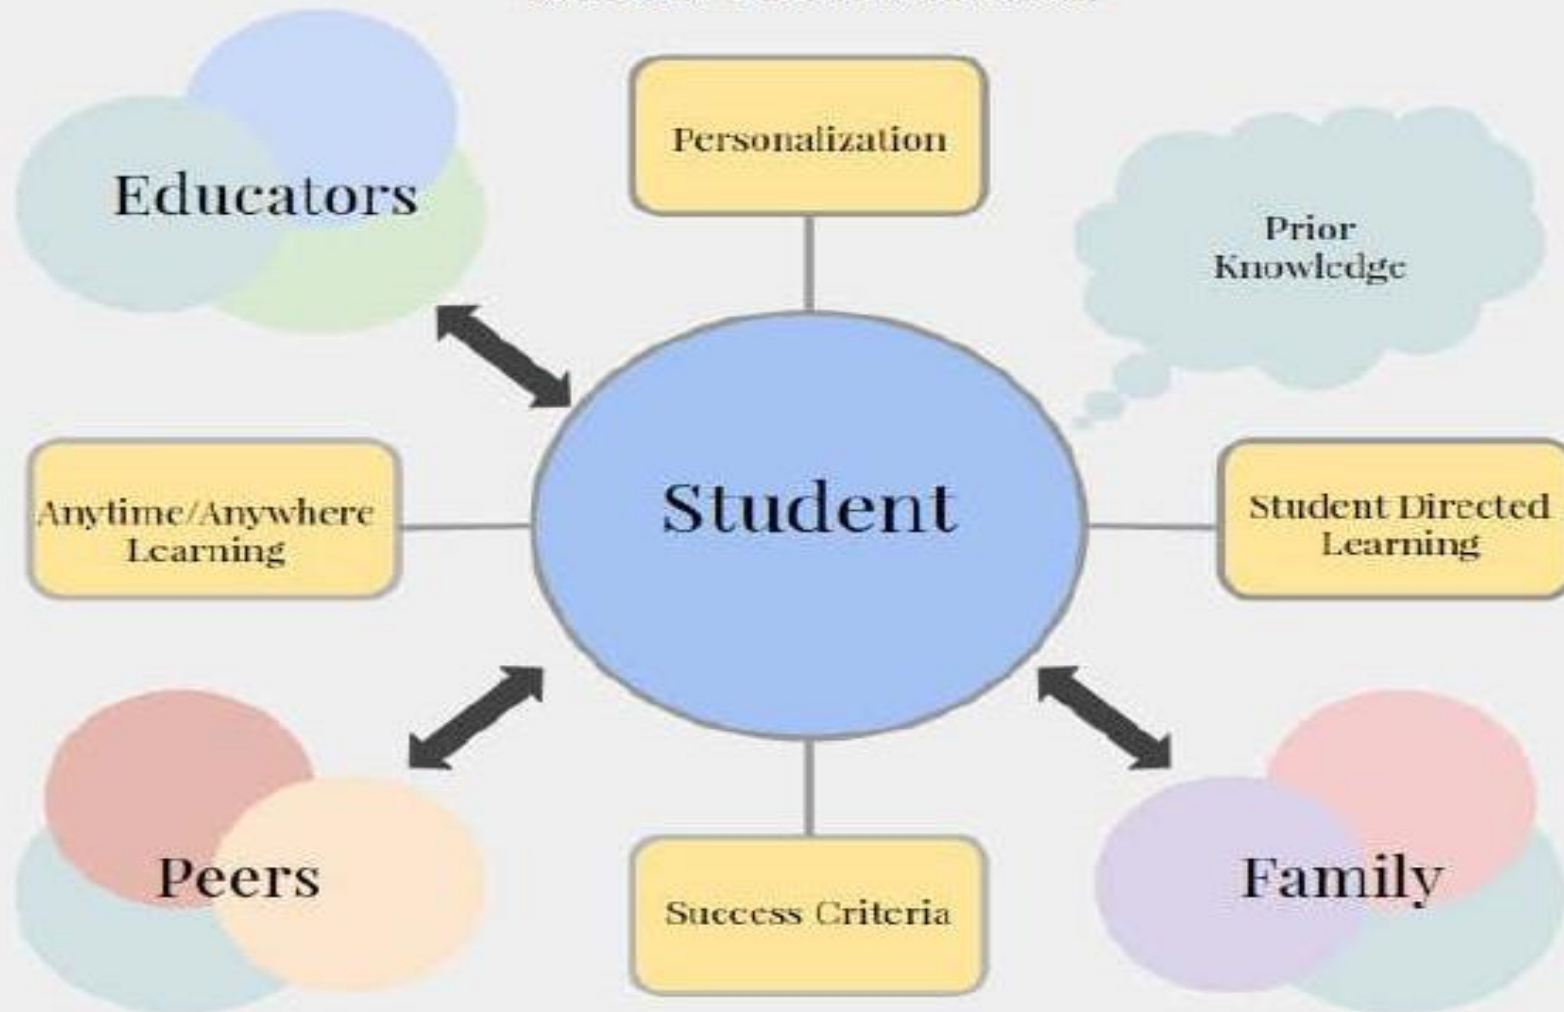 Personalization
Educators
Prior
Knowledge
Student
Anytime/Anywhere
Learning
Student Directed
Learning
Peers
Family
Success Criteria